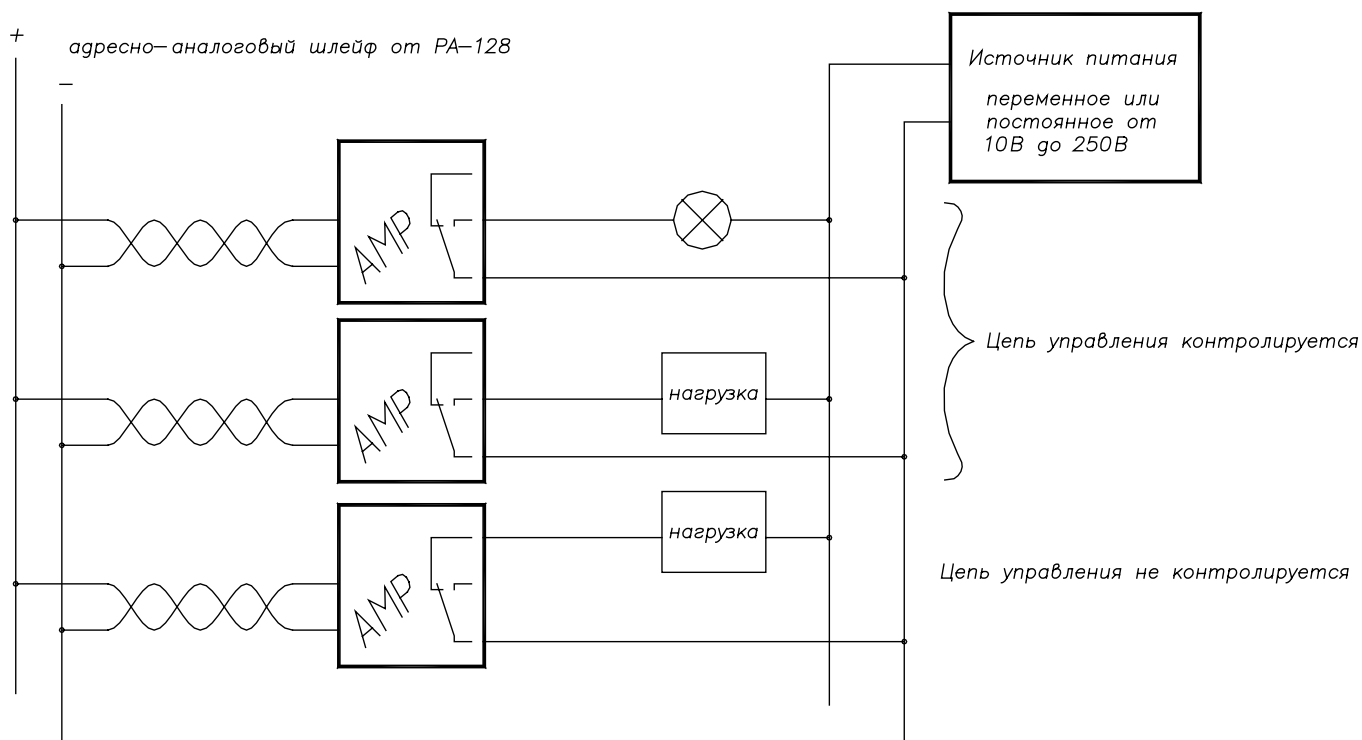 +
адресно-аналоговый шлейф от РА-128
−
Источник питания
переменное или
постоянное от
10В до 250В
АМР
Цепь управления контролируется
АМР
нагрузка
АМР
нагрузка
Цепь управления не контролируется